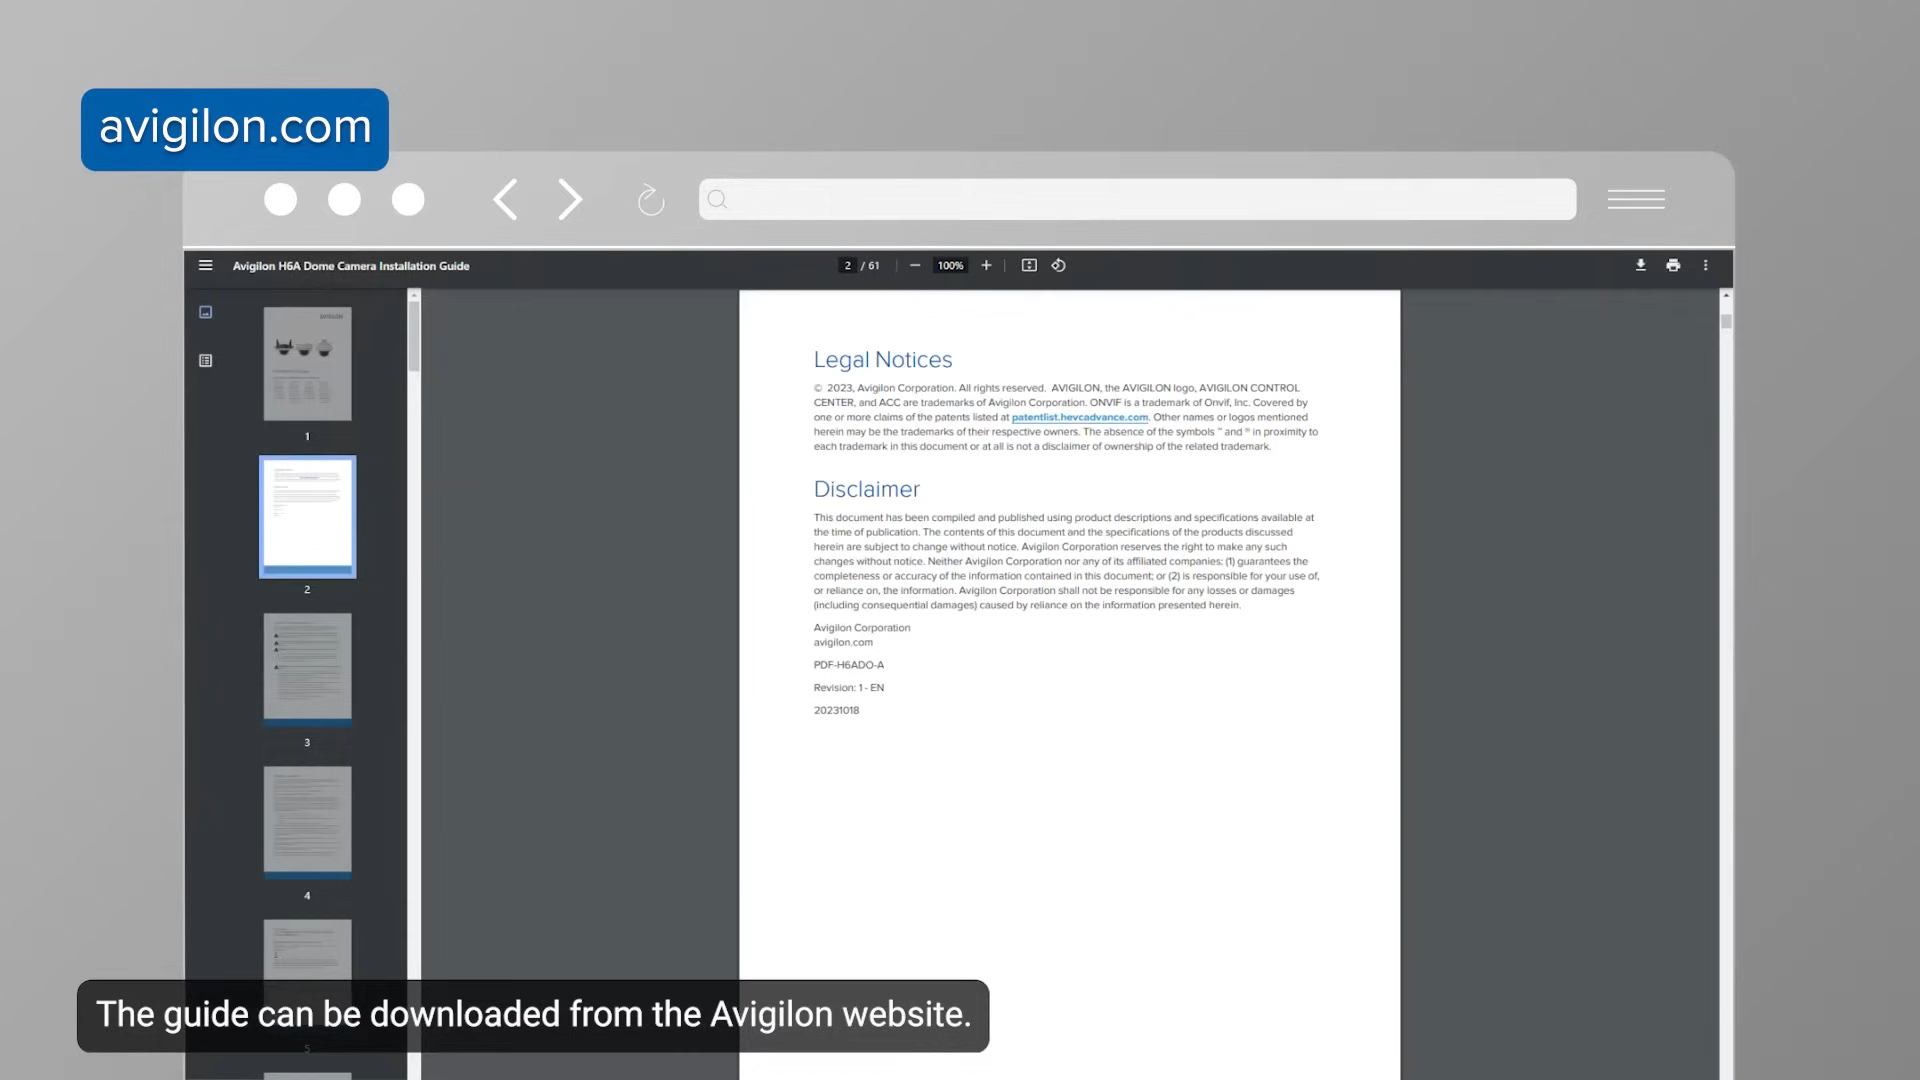 avigilon.com
Avigilon H6A Dome Camera Installation Guide
2 / 61
100%
AVIGILON
1
2
3
4
5
Legal Notices
© 2023, Avigilon Corporation. All rights reserved. AVIGILON, the AVIGILON logo, AVIGILON CONTROL
CENTER, and ACC are trademarks of Avigilon Corporation. ONVIF is a trademark of Onvif, Inc. Covered by
one or more claims of the patents listed at patentlist.hevcadvance.com. Other names or logos mentioned
herein may be the trademarks of their respective owners. The absence of the symbols ™ and ® in proximity to
each trademark in this document or at all is not a disclaimer of ownership of the related trademark.
Disclaimer
This document has been compiled and published using product descriptions and specifications available at
the time of publication. The contents of this document and the specifications of the products discussed
herein are subject to change without notice. Avigilon Corporation reserves the right to make any such
changes without notice. Neither Avigilon Corporation nor any of its affiliated companies: (1) guarantees the
completeness or accuracy of the information contained in this document; or (2) is responsible for your use of,
or reliance on, the information. Avigilon Corporation shall not be responsible for any losses or damages
(including consequential damages) caused by reliance on the information presented herein.
Avigilon Corporation
avigilon.com
PDF-H6ADO-A
Revision: 1 - EN
20231018
The guide can be downloaded from the Avigilon website.